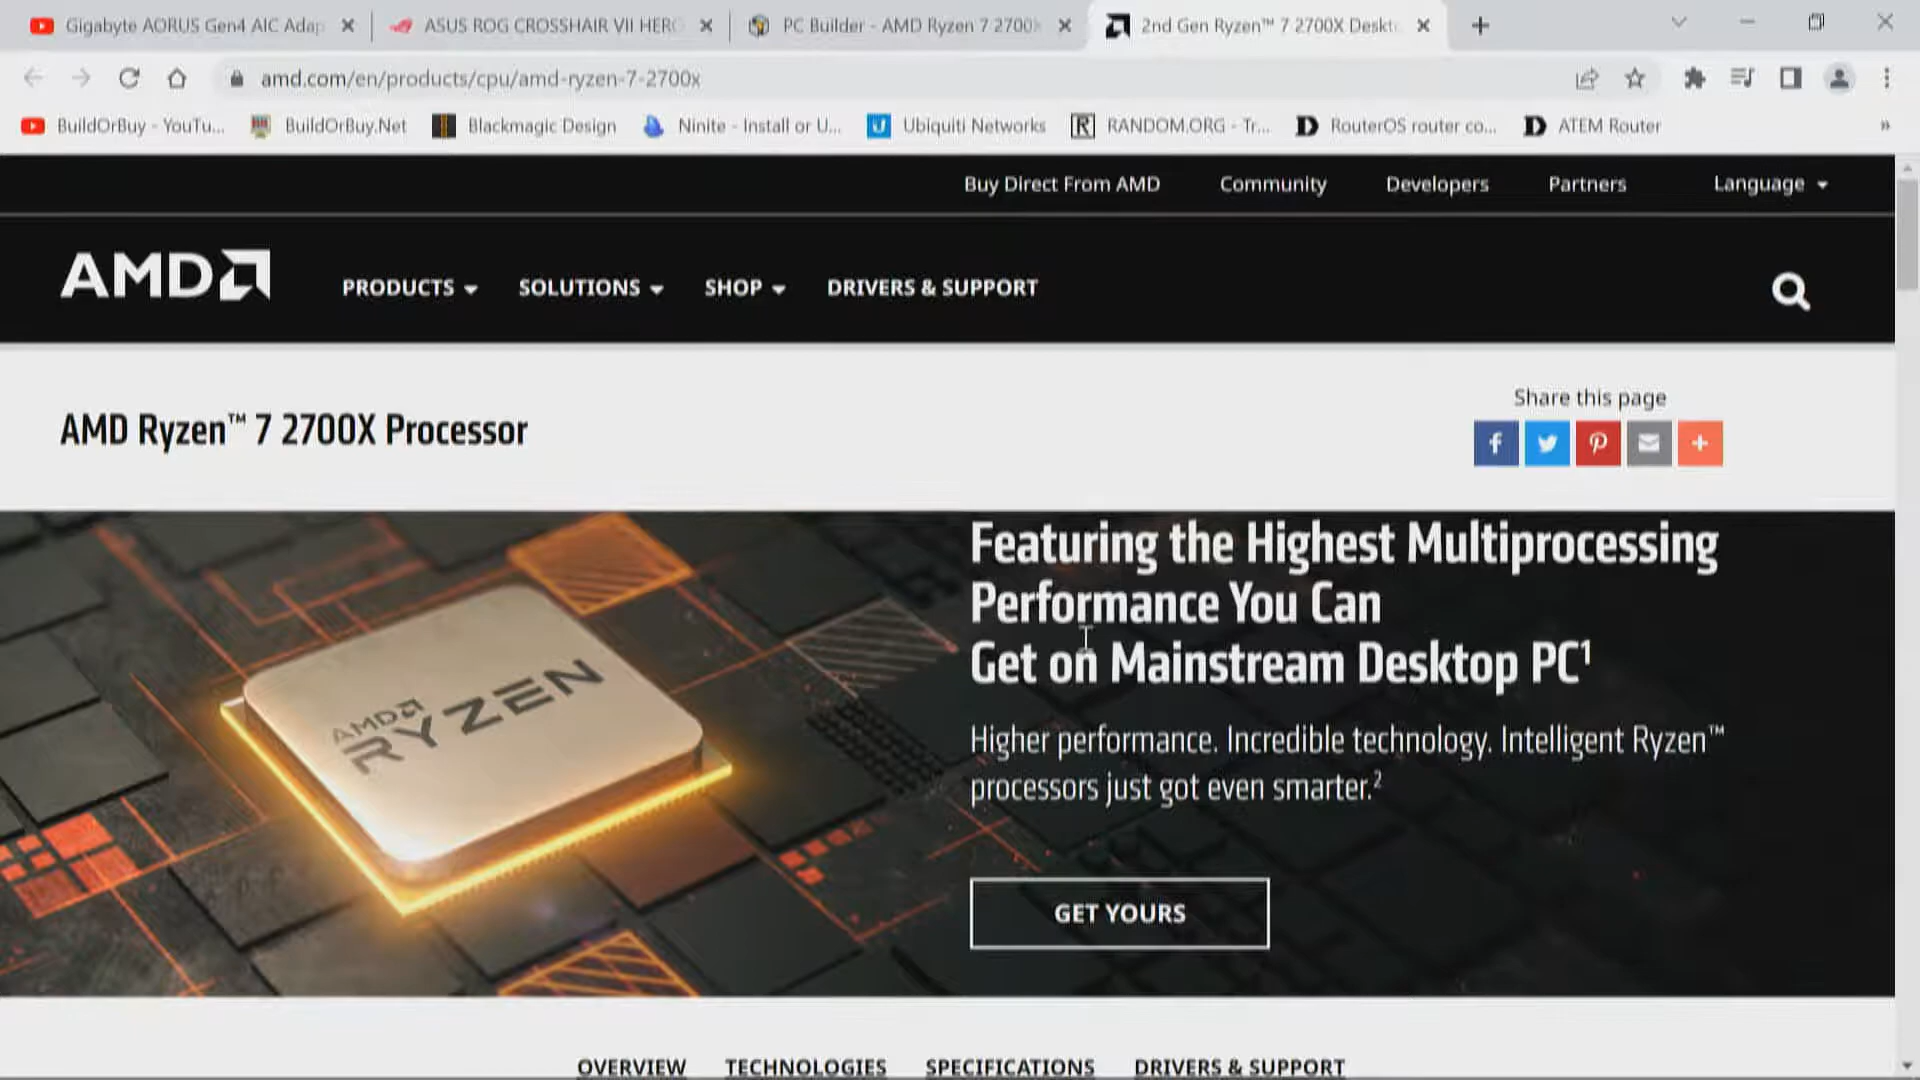 Gigabyte AORUS Gen4 AIC Adap
ASUS ROG CROSSHAIR VII HERO
PC Builder - AMD Ryzen 7 2700X
2nd Gen Ryzen™ 7 2700X Deskt
amd.com/en/products/cpu/amd-ryzen-7-2700x
BuildOrBuy - YouTu...
BuildOrBuy.Net
Blackmagic Design
Ninite - Install or U...
Ubiquiti Networks
RANDOM.ORG - Tr...
RouterOS router co...
ATEM Router
Buy Direct From AMD
Community
Developers
Partners
Language
AMD
PRODUCTS
SOLUTIONS
SHOP
DRIVERS & SUPPORT
AMD Ryzen™ 7 2700X Processor
Share this page
Featuring the Highest Multiprocessing
Performance You Can
Get on Mainstream Desktop PC¹
Higher performance. Incredible technology. Intelligent Ryzen™
processors just got even smarter.²
AMD
RYZEN
GET YOURS
OVERVIEW
TECHNOLOGIES
SPECIFICATIONS
DRIVERS & SUPPORT